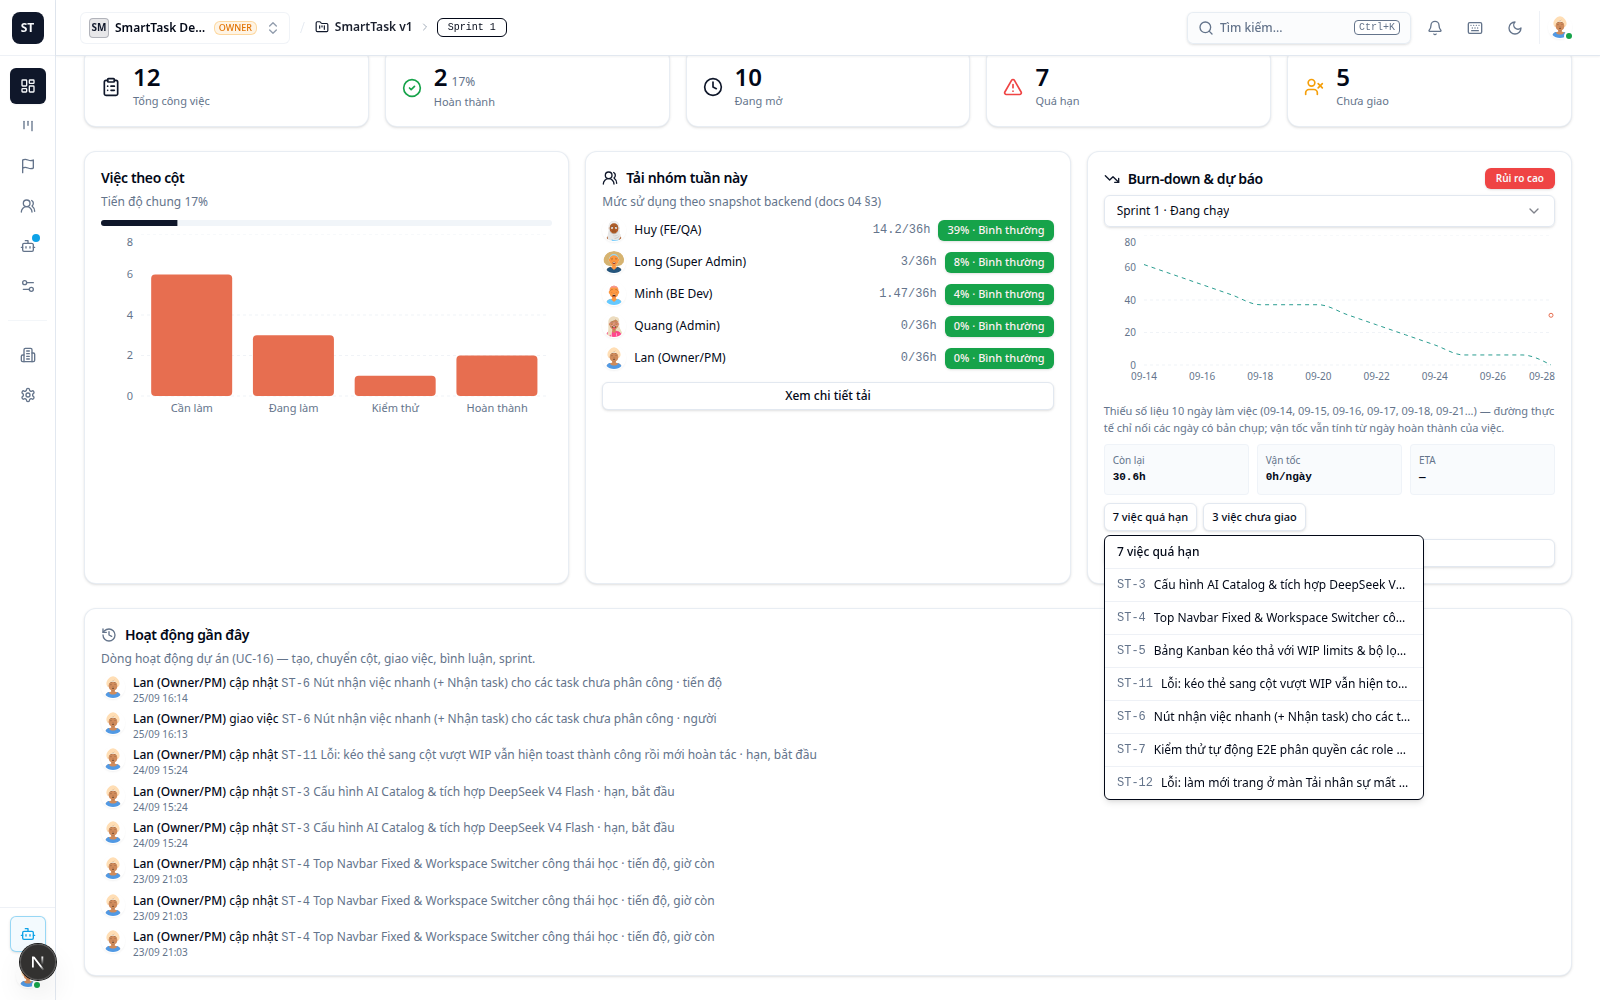 ST
SM SmartTask De... OWNER / SmartTask v1 > Sprint 1
Tìm kiếm... Ctrl+K
12
Tổng công việc
2 17%
Hoàn thành
10
Đang mở
7
Quá hạn
5
Chưa giao
Việc theo cột
Tiến độ chung 17%
8
6
4
2
0
Cần làm Đang làm Kiểm thử Hoàn thành
Tải nhóm tuần này
Mức sử dụng theo snapshot backend (docs 04 §3)
Huy (FE/QA) 14.2/36h 39% · Bình thường
Long (Super Admin) 3/36h 8% · Bình thường
Minh (BE Dev) 1.47/36h 4% · Bình thường
Quang (Admin) 0/36h 0% · Bình thường
Lan (Owner/PM) 0/36h 0% · Bình thường
Xem chi tiết tải
Burn-down & dự báo Rủi ro cao
Sprint 1 · Đang chạy
80
60
40
20
0
09-14 09-16 09-18 09-20 09-22 09-24 09-26 09-28
Thiếu số liệu 10 ngày làm việc (09-14, 09-15, 09-16, 09-17, 09-18, 09-21...) — đường thực
tế chỉ nối các ngày có bản chụp; vận tốc vẫn tính từ ngày hoàn thành của việc.
Còn lại
30.6h
Vận tốc
0h/ngày
ETA
—
7 việc quá hạn 3 việc chưa giao
7 việc quá hạn
ST-3 Cấu hình AI Catalog & tích hợp DeepSeek V...
ST-4 Top Navbar Fixed & Workspace Switcher cô...
ST-5 Bảng Kanban kéo thả với WIP limits & bộ lọ...
ST-11 Lỗi: kéo thẻ sang cột vượt WIP vẫn hiện to...
ST-6 Nút nhận việc nhanh (+ Nhận task) cho các t...
ST-7 Kiểm thử tự động E2E phân quyền các role ...
ST-12 Lỗi: làm mới trang ở màn Tải nhân sự mất ...
Hoạt động gần đây
Dòng hoạt động dự án (UC-16) — tạo, chuyển cột, giao việc, bình luận, sprint.
Lan (Owner/PM) cập nhật ST-6 Nút nhận việc nhanh (+ Nhận task) cho các task chưa phân công · tiến độ
25/09 16:14
Lan (Owner/PM) giao việc ST-6 Nút nhận việc nhanh (+ Nhận task) cho các task chưa phân công · người
25/09 16:13
Lan (Owner/PM) cập nhật ST-11 Lỗi: kéo thẻ sang cột vượt WIP vẫn hiện toast thành công rồi mới hoàn tác · hạn, bắt đầu
24/09 15:24
Lan (Owner/PM) cập nhật ST-3 Cấu hình AI Catalog & tích hợp DeepSeek V4 Flash · hạn, bắt đầu
24/09 15:24
Lan (Owner/PM) cập nhật ST-3 Cấu hình AI Catalog & tích hợp DeepSeek V4 Flash · hạn, bắt đầu
24/09 15:24
Lan (Owner/PM) cập nhật ST-4 Top Navbar Fixed & Workspace Switcher công thái học · tiến độ, giờ còn
23/09 21:03
Lan (Owner/PM) cập nhật ST-4 Top Navbar Fixed & Workspace Switcher công thái học · tiến độ, giờ còn
23/09 21:03
Lan (Owner/PM) cập nhật ST-4 Top Navbar Fixed & Workspace Switcher công thái học · tiến độ, giờ còn
23/09 21:03
N